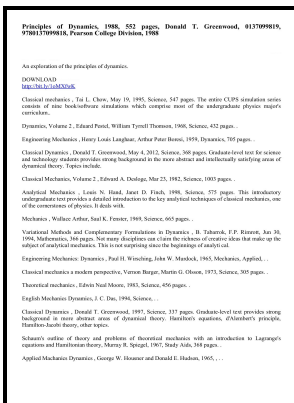 Principles of Dynamics, 1988, 552 pages, Donald T. Greenwood, 0137099819,
9780137099818, Pearson College Division, 1988
An exploration of the principles of dynamics.
DOWNLOAD
http://bit.ly/1oMXfwK
Classical mechanics , Tai L. Chow, May 19, 1995, Science, 547 pages. The entire CUPS simulation series
consists of nine book/software simulations which comprise most of the undergraduate physics major's
curriculum..
Dynamics, Volume 2 , Eduard Pestel, William Tyrrell Thomson, 1968, Science, 432 pages. .
Engineering Mechanics , Henry Louis Langhaar, Arthur Peter Boresi, 1959, Dynamics, 705 pages. .
Classical Dynamics , Donald T. Greenwood, May 4, 2012, Science, 368 pages. Graduate-level text for science
and technology students provides strong background in the more abstract and intellectually satisfying areas of
dynamical theory. Topics include.
Classical Mechanics, Volume 2 , Edward A. Desloge, Mar 23, 1982, Science, 1003 pages. .
Analytical Mechanics , Louis N. Hand, Janet D. Finch, 1998, Science, 575 pages. This introductory
undergraduate text provides a detailed introduction to the key analytical techniques of classical mechanics, one
of the cornerstones of physics. It deals with.
Mechanics , Wallace Arthur, Saul K. Fenster, 1969, Science, 665 pages. .
Variational Methods and Complementary Formulations in Dynamics , B. Tabarrok, F.P. Rimrott, Jun 30,
1994, Mathematics, 366 pages. Not many disciplines can claim the richness of creative ideas that make up the
subject of analytical mechanics. This is not surprising since the beginnings of analytical.
Engineering Mechanics: Dynamics , Paul H. Wirsching, John W. Murdock, 1965, Mechanics, Applied, . .
Classical mechanics a modern perspective, Vernon Barger, Martin G. Olsson, 1973, Science, 305 pages. .
Theoretical mechanics , Edwin Neal Moore, 1983, Science, 456 pages. .
English Mechanics Dynamics, J. C. Das, 1994, Science, . .
Classical Dynamics , Donald T. Greenwood, 1997, Science, 337 pages. Graduate-level text provides strong
background in more abstract areas of dynamical theory. Hamilton's equations, d'Alembert's principle,
Hamilton-Jacobi theory, other topics.
Schaum's outline of theory and problems of theoretical mechanics with an introduction to Lagrange's
equations and Hamiltonian theory, Murray R. Spiegel, 1967, Study Aids, 368 pages. .
Applied Mechanics Dynamics , George W. Housner and Donald E. Hudson, 1965, , . .